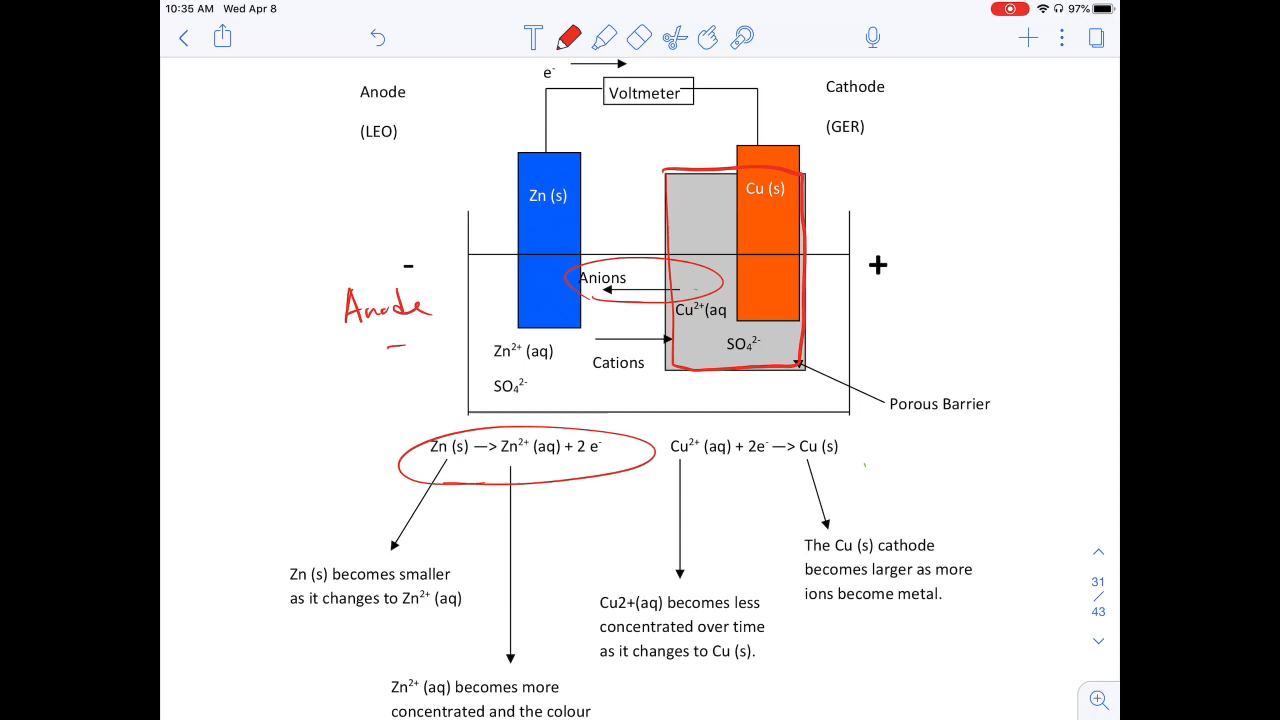 10:35 AM Wed Apr 8
97%
T
e⁻
Voltmeter
Anode
(LEO)
Cathode
(GER)
Zn (s)
Cu (s)
-
+
Anions
Anode
Cu²⁺(aq
Zn²⁺ (aq)
Cations
SO₄²⁻
SO₄²⁻
Porous Barrier
Zn (s) —> Zn²⁺ (aq) + 2 e⁻
Cu²⁺ (aq) + 2e⁻ —> Cu (s)
Zn (s) becomes smaller
as it changes to Zn²⁺ (aq)
Cu2+(aq) becomes less
concentrated over time
as it changes to Cu (s).
The Cu (s) cathode
becomes larger as more
ions become metal.
Zn²⁺ (aq) becomes more
concentrated and the colour
31
/
43